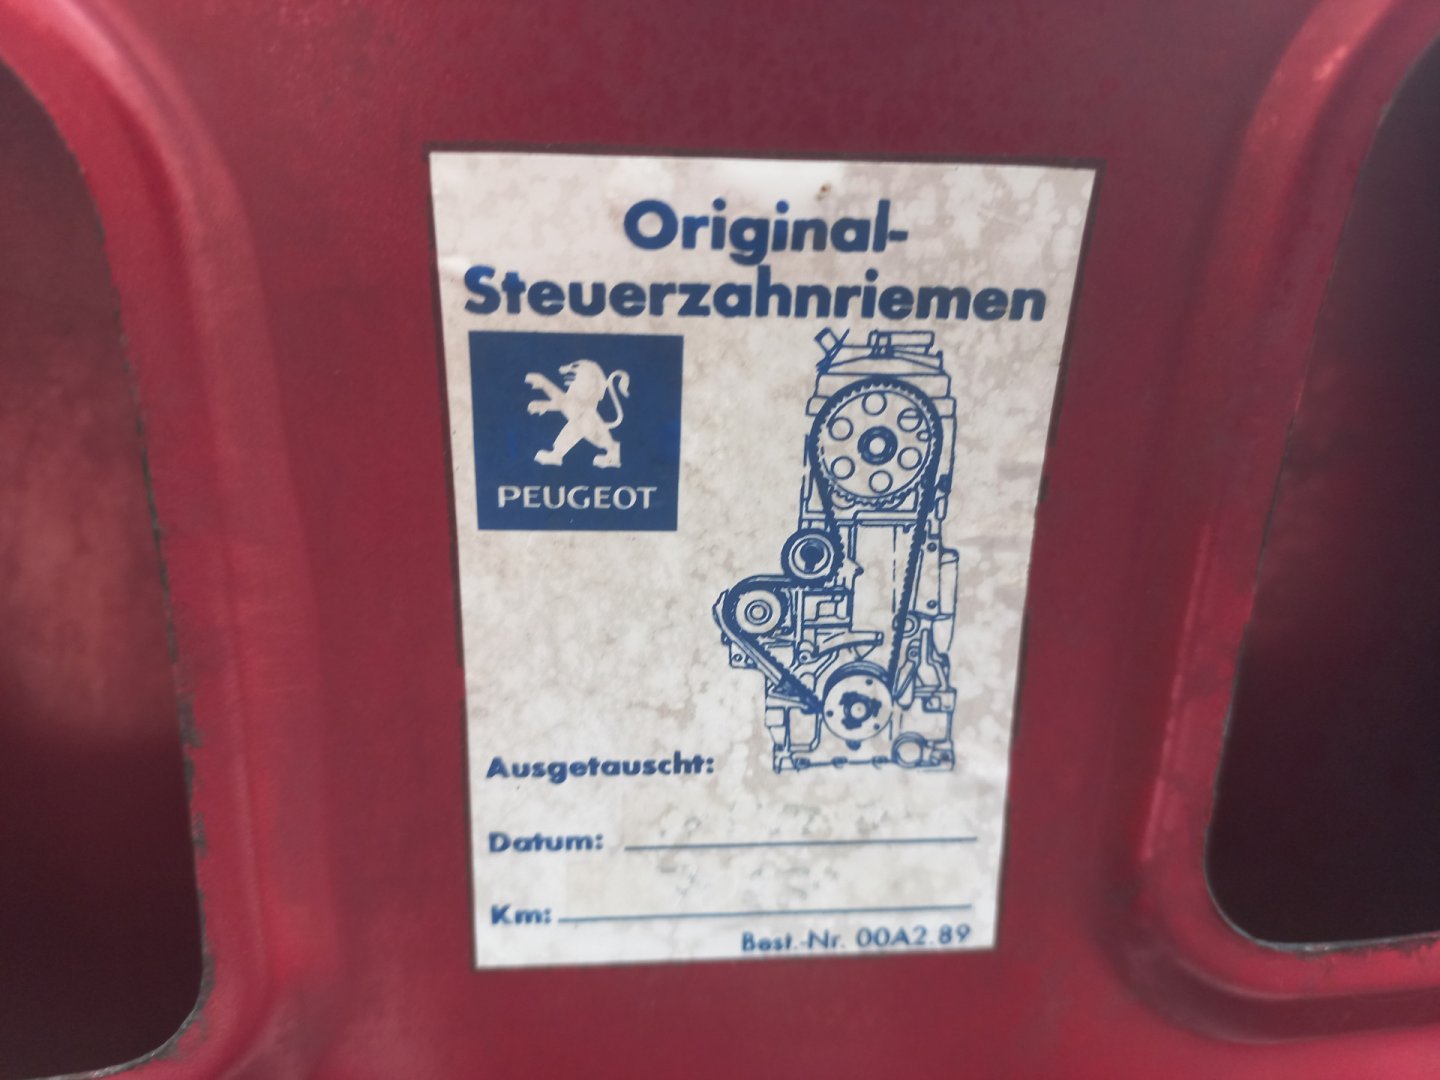 Original-
Steuerzahnriemen
PEUGEOT
Ausgetauscht:
Datum:
Km:
Best.-Nr. 00A2.89